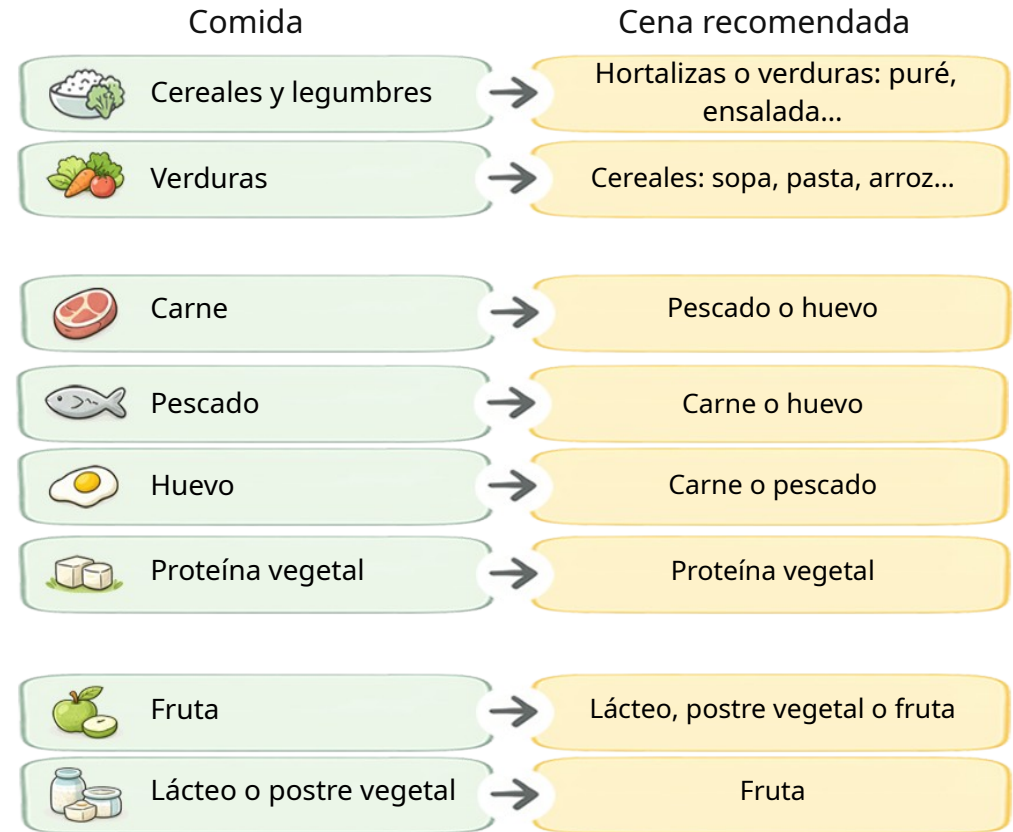 Comida
Cena recomendada
Cereales y legumbres
Hortalizas o verduras: puré,
ensalada...
Verduras
Cereales: sopa, pasta, arroz...
Carne
Pescado o huevo
Pescado
Carne o huevo
Huevo
Carne o pescado
Proteína vegetal
Proteína vegetal
Fruta
Lácteo, postre vegetal o fruta
Lácteo o postre vegetal
Fruta